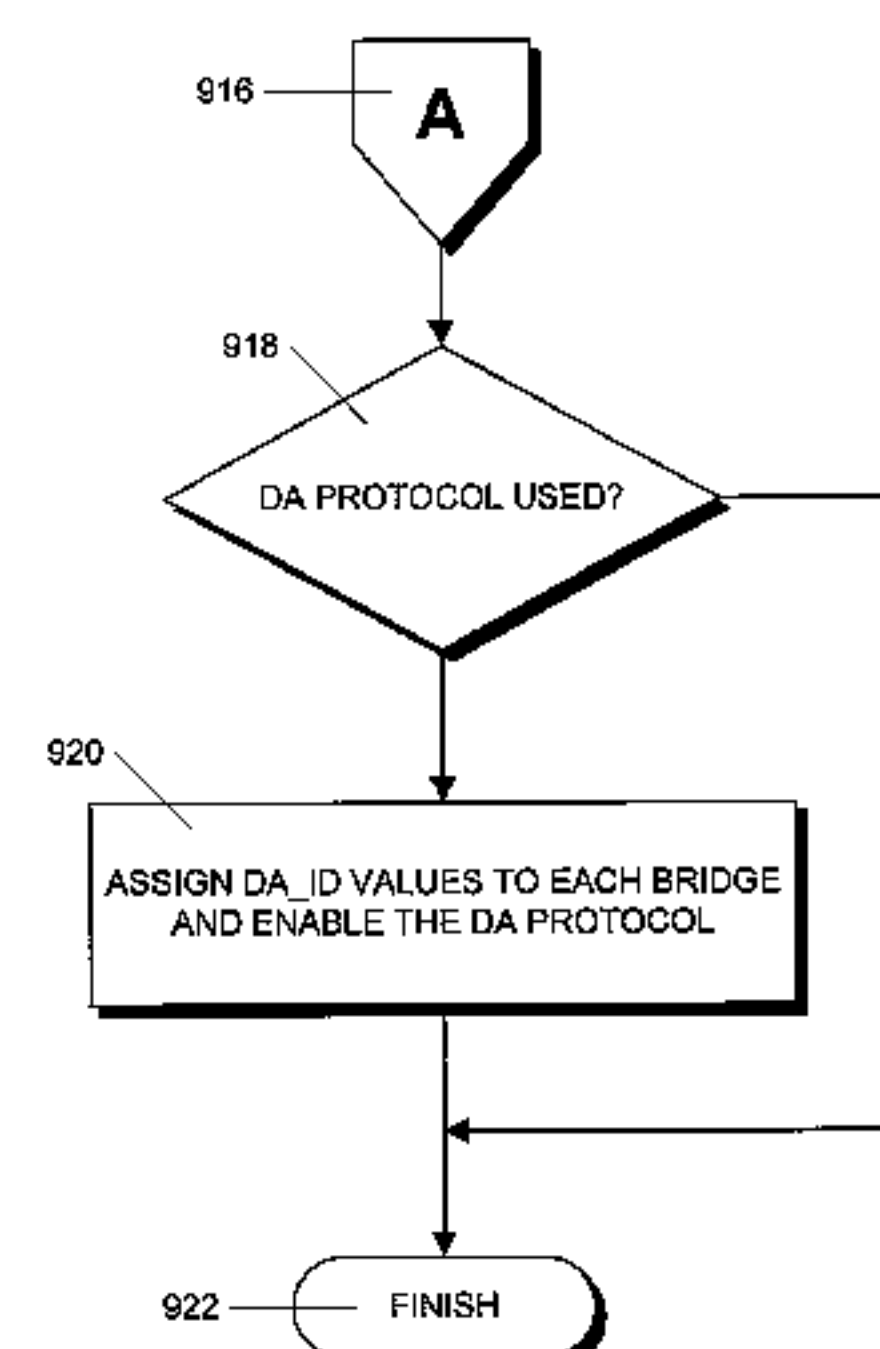 916
A
918
DA PROTOCOL USED?
920
ASSIGN DA_ID VALUES TO EACH BRIDGE
AND ENABLE THE DA PROTOCOL
922
FINISH